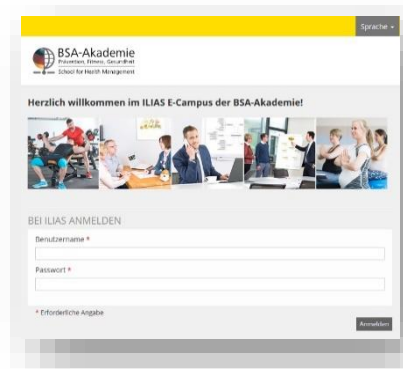 Sprache
BSA-Akademie
Prävention, Fitness, Gesundheit
School for Health Management
Herzlich willkommen im ILIAS E-Campus der BSA-Akademie!
BEI ILIAS ANMELDEN
Benutzername *
Passwort *
* Erforderliche Angabe
Anmelden